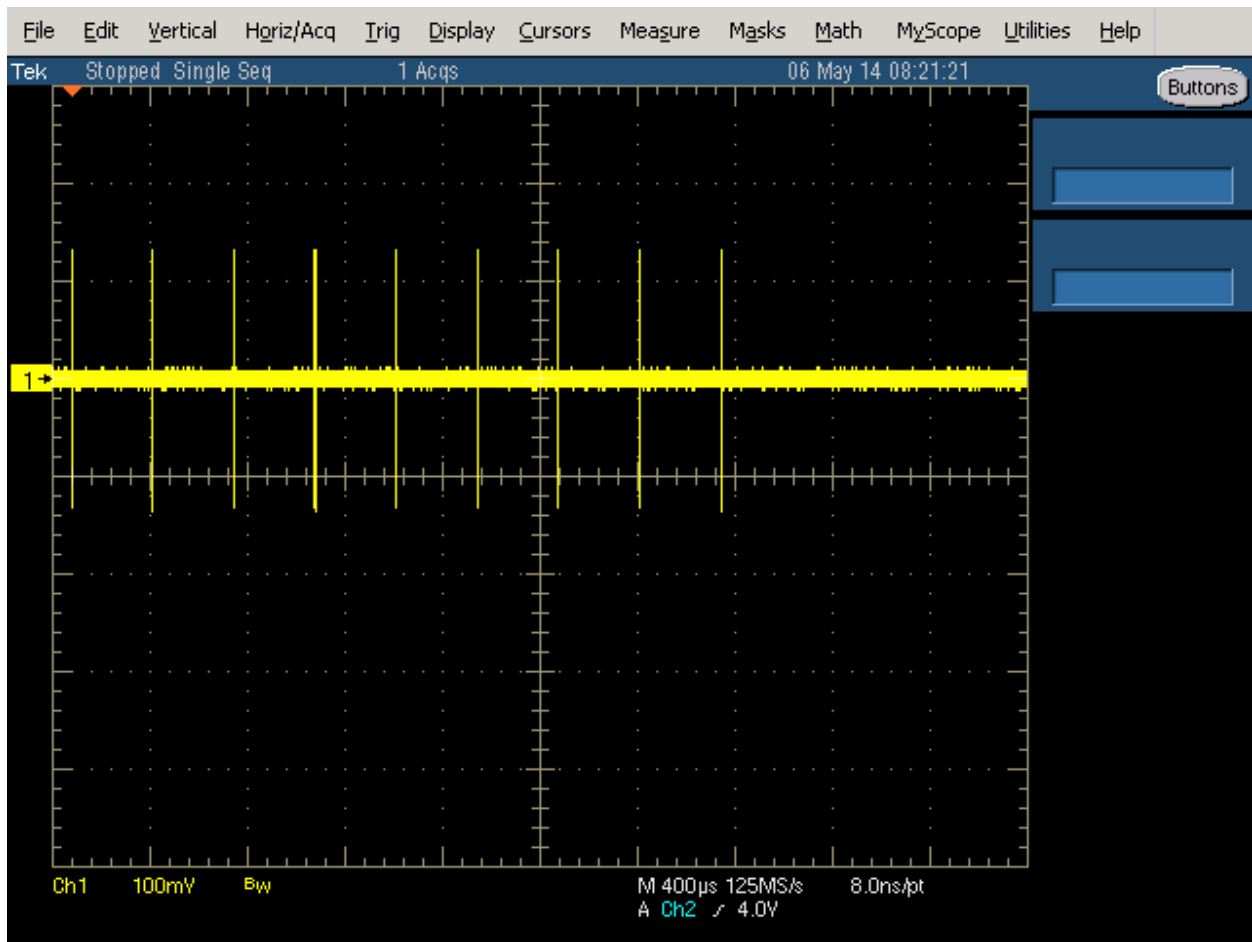 File Edit Vertical Horiz/Acq Trig Display Cursors Measure Masks Math MyScope Utilities Help
Tek Stopped Single Seq 1 Acqs 06 May 14 08:21:21
Buttons
1
Ch1 100mV BW M 400µs 125MS/s 8.0ns/pt
A Ch2 4.0V